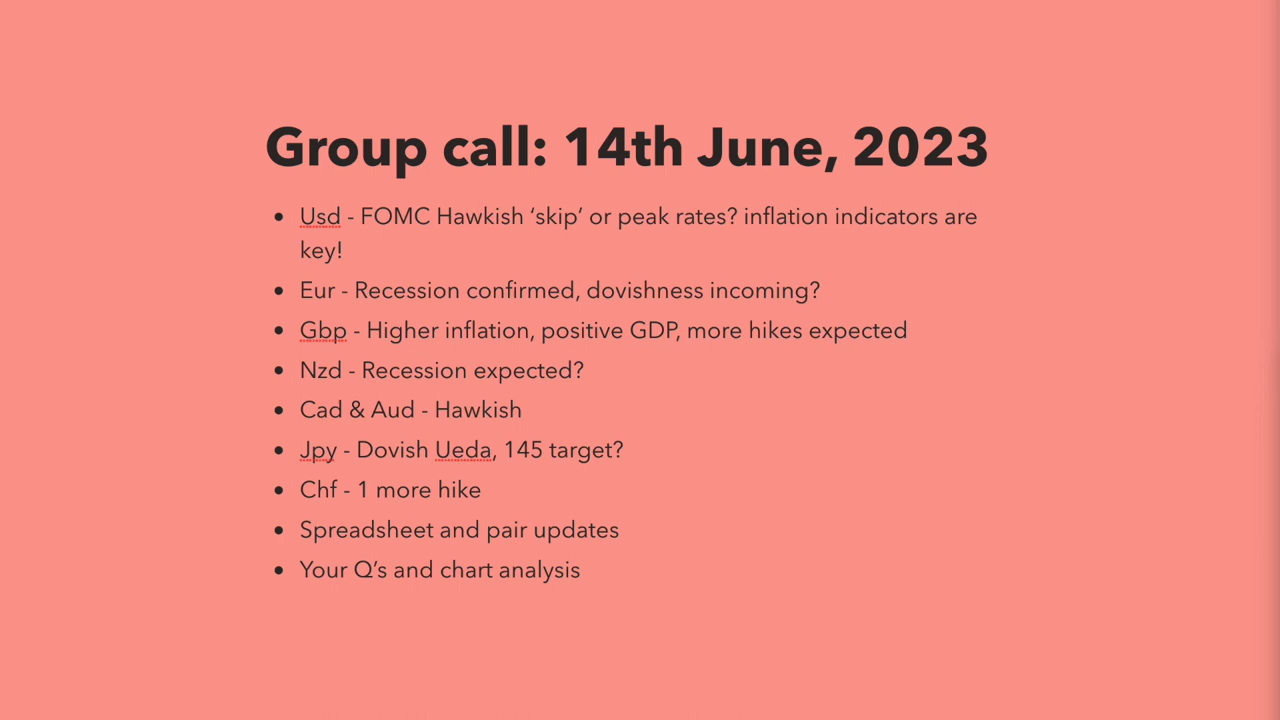 Group call: 14th June, 2023
• Usd - FOMC Hawkish ‘skip’ or peak rates? inflation indicators are
key!
• Eur - Recession confirmed, dovishness incoming?
• Gbp - Higher inflation, positive GDP, more hikes expected
• Nzd - Recession expected?
• Cad & Aud - Hawkish
• Jpy - Dovish Ueda, 145 target?
• Chf - 1 more hike
• Spreadsheet and pair updates
• Your Q’s and chart analysis